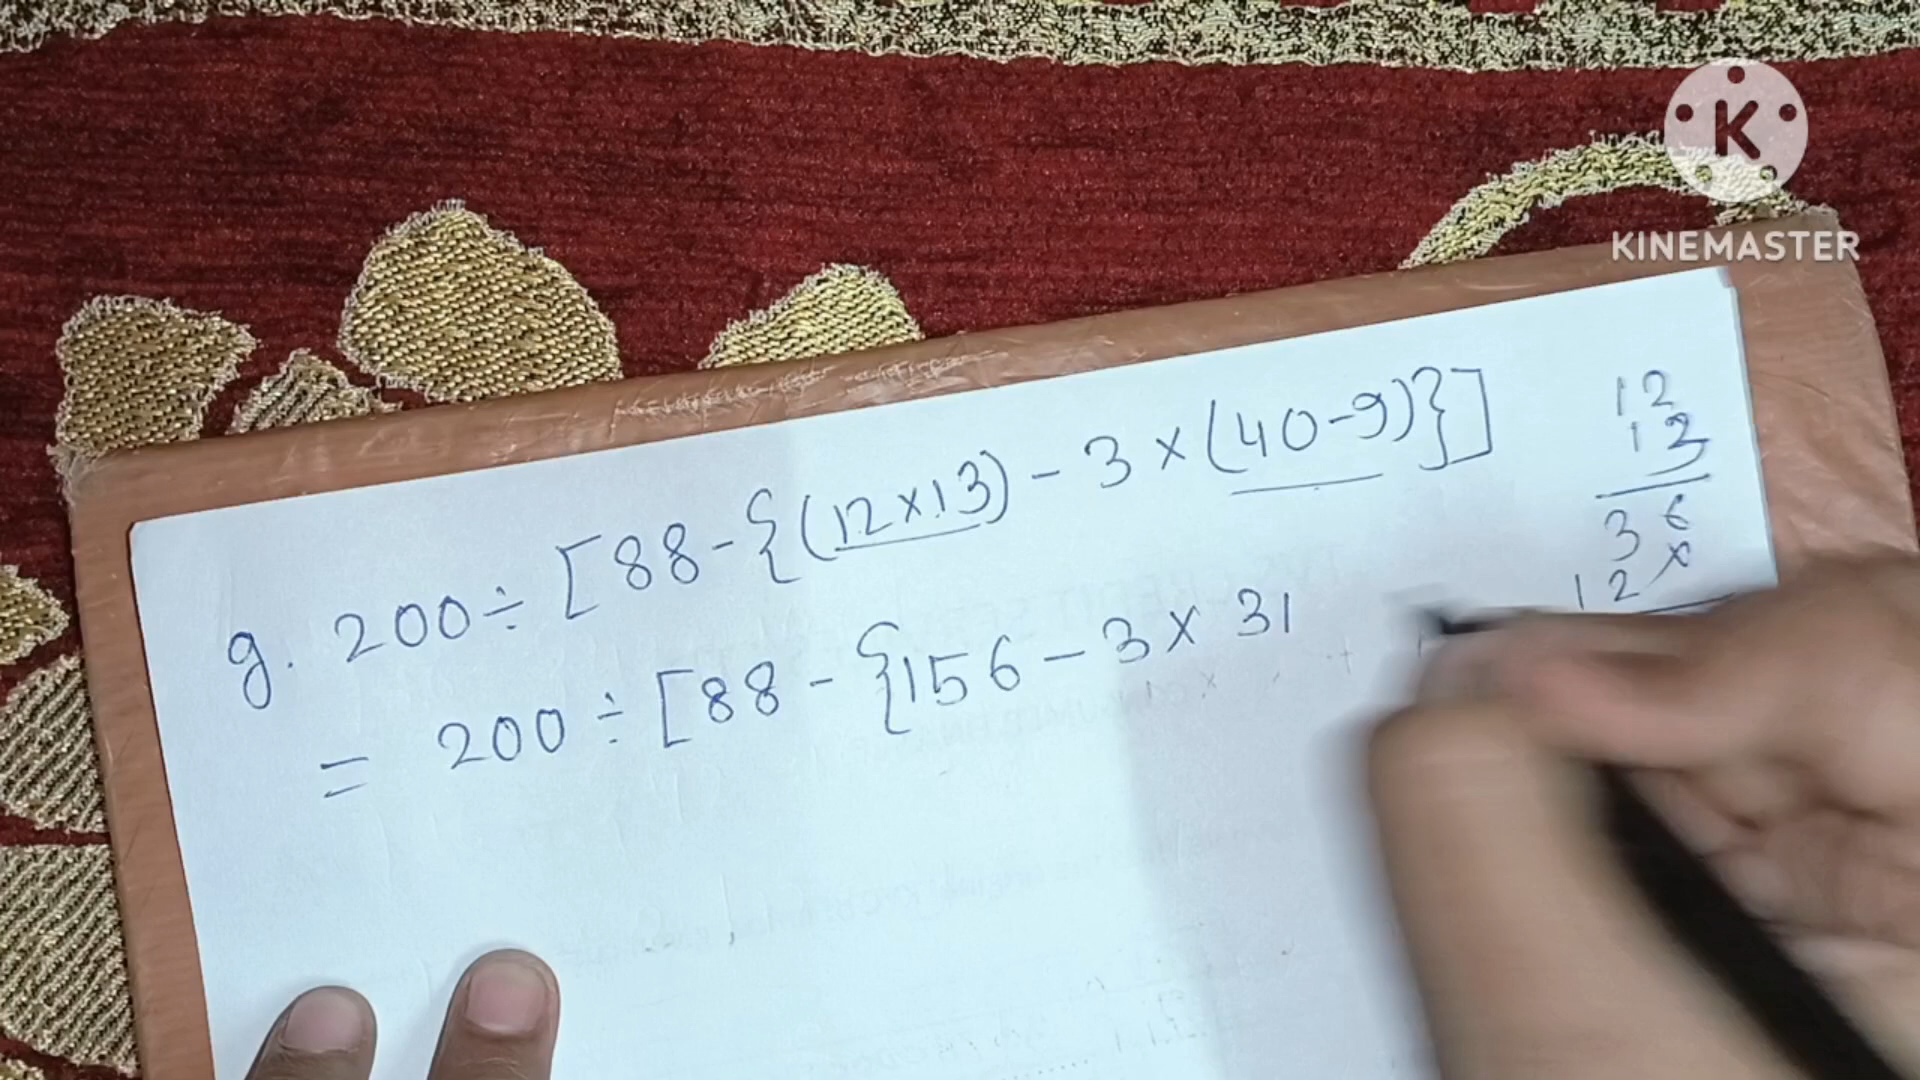 K
KINEMASTER
g. 200 ÷ [88 - {(12 × 13) - 3 × (40 - 9)}]
= 200 ÷ [88 - {156 - 3 × 31
12
13
36
12×